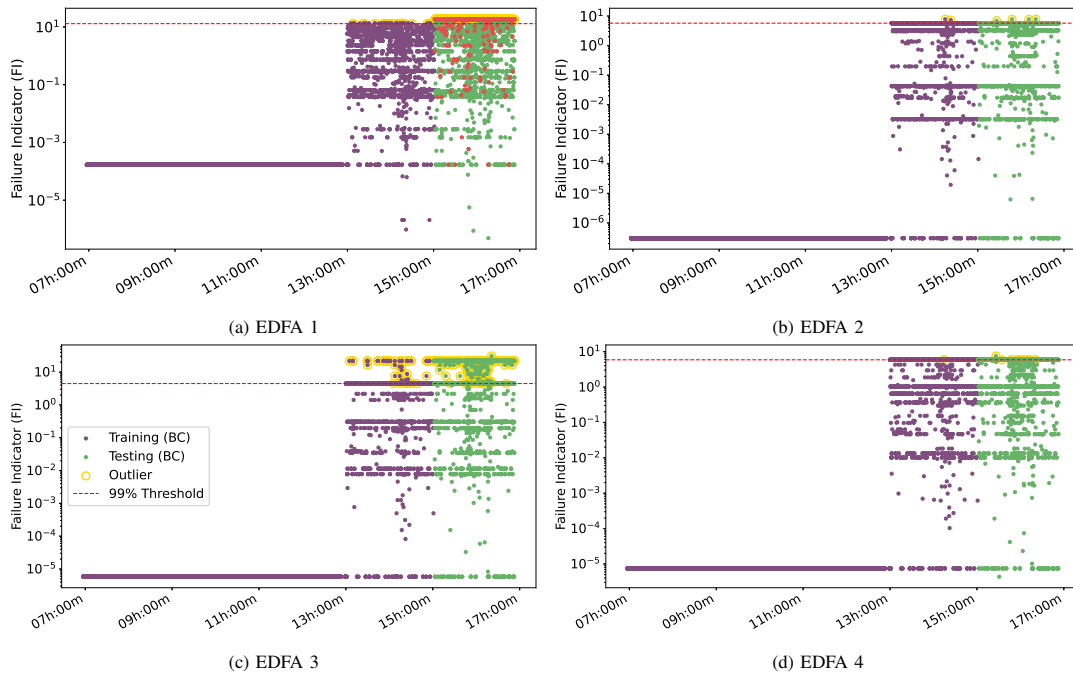 Failure Indicator (FI)
10^1
10^−1
10^−3
10^−5
07h:00m
09h:00m
11h:00m
13h:00m
15h:00m
17h:00m
(a) EDFA 1
Failure Indicator (FI)
10^1
10^0
10^−1
10^−2
10^−3
10^−4
10^−5
10^−6
07h:00m
09h:00m
11h:00m
13h:00m
15h:00m
17h:00m
(b) EDFA 2
Failure Indicator (FI)
10^1
10^0
10^−1
10^−2
10^−3
10^−4
10^−5
Training (BC)
Testing (BC)
Outlier
99% Threshold
07h:00m
09h:00m
11h:00m
13h:00m
15h:00m
17h:00m
(c) EDFA 3
Failure Indicator (FI)
10^1
10^0
10^−1
10^−2
10^−3
10^−4
10^−5
07h:00m
09h:00m
11h:00m
13h:00m
15h:00m
17h:00m
(d) EDFA 4